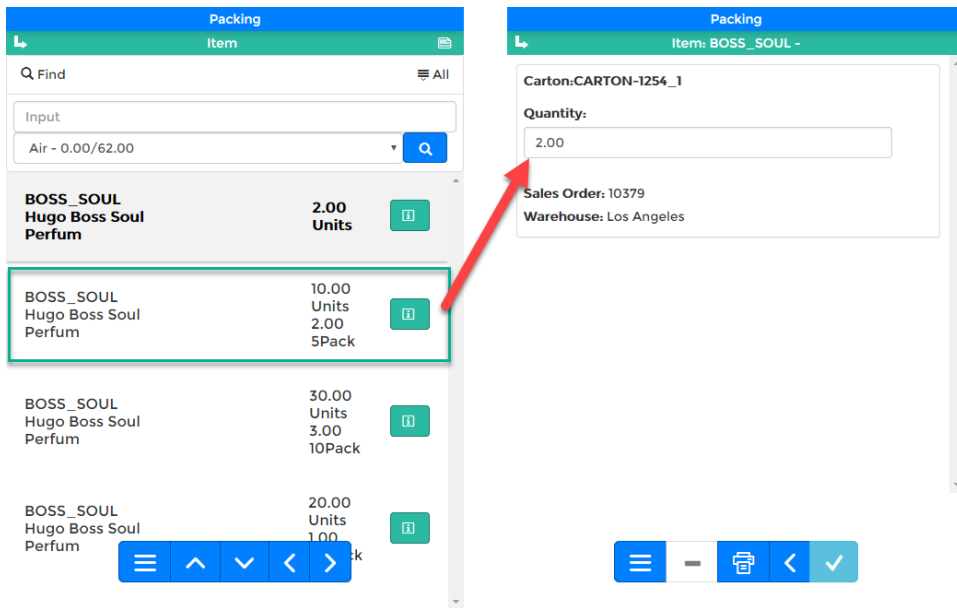 Packing
Item
Find
All
Input
Air - 0.00/62.00
BOSS_SOUL
Hugo Boss Soul
Perfum
2.00
Units
BOSS_SOUL
Hugo Boss Soul
Perfum
10.00
Units
2.00
5Pack
BOSS_SOUL
Hugo Boss Soul
Perfum
30.00
Units
3.00
10Pack
BOSS_SOUL
Hugo Boss Soul
Perfum
20.00
Units
1.00
Packing
Item: BOSS_SOUL -
Carton:CARTON-1254_1
Quantity:
2.00
Sales Order: 10379
Warehouse: Los Angeles